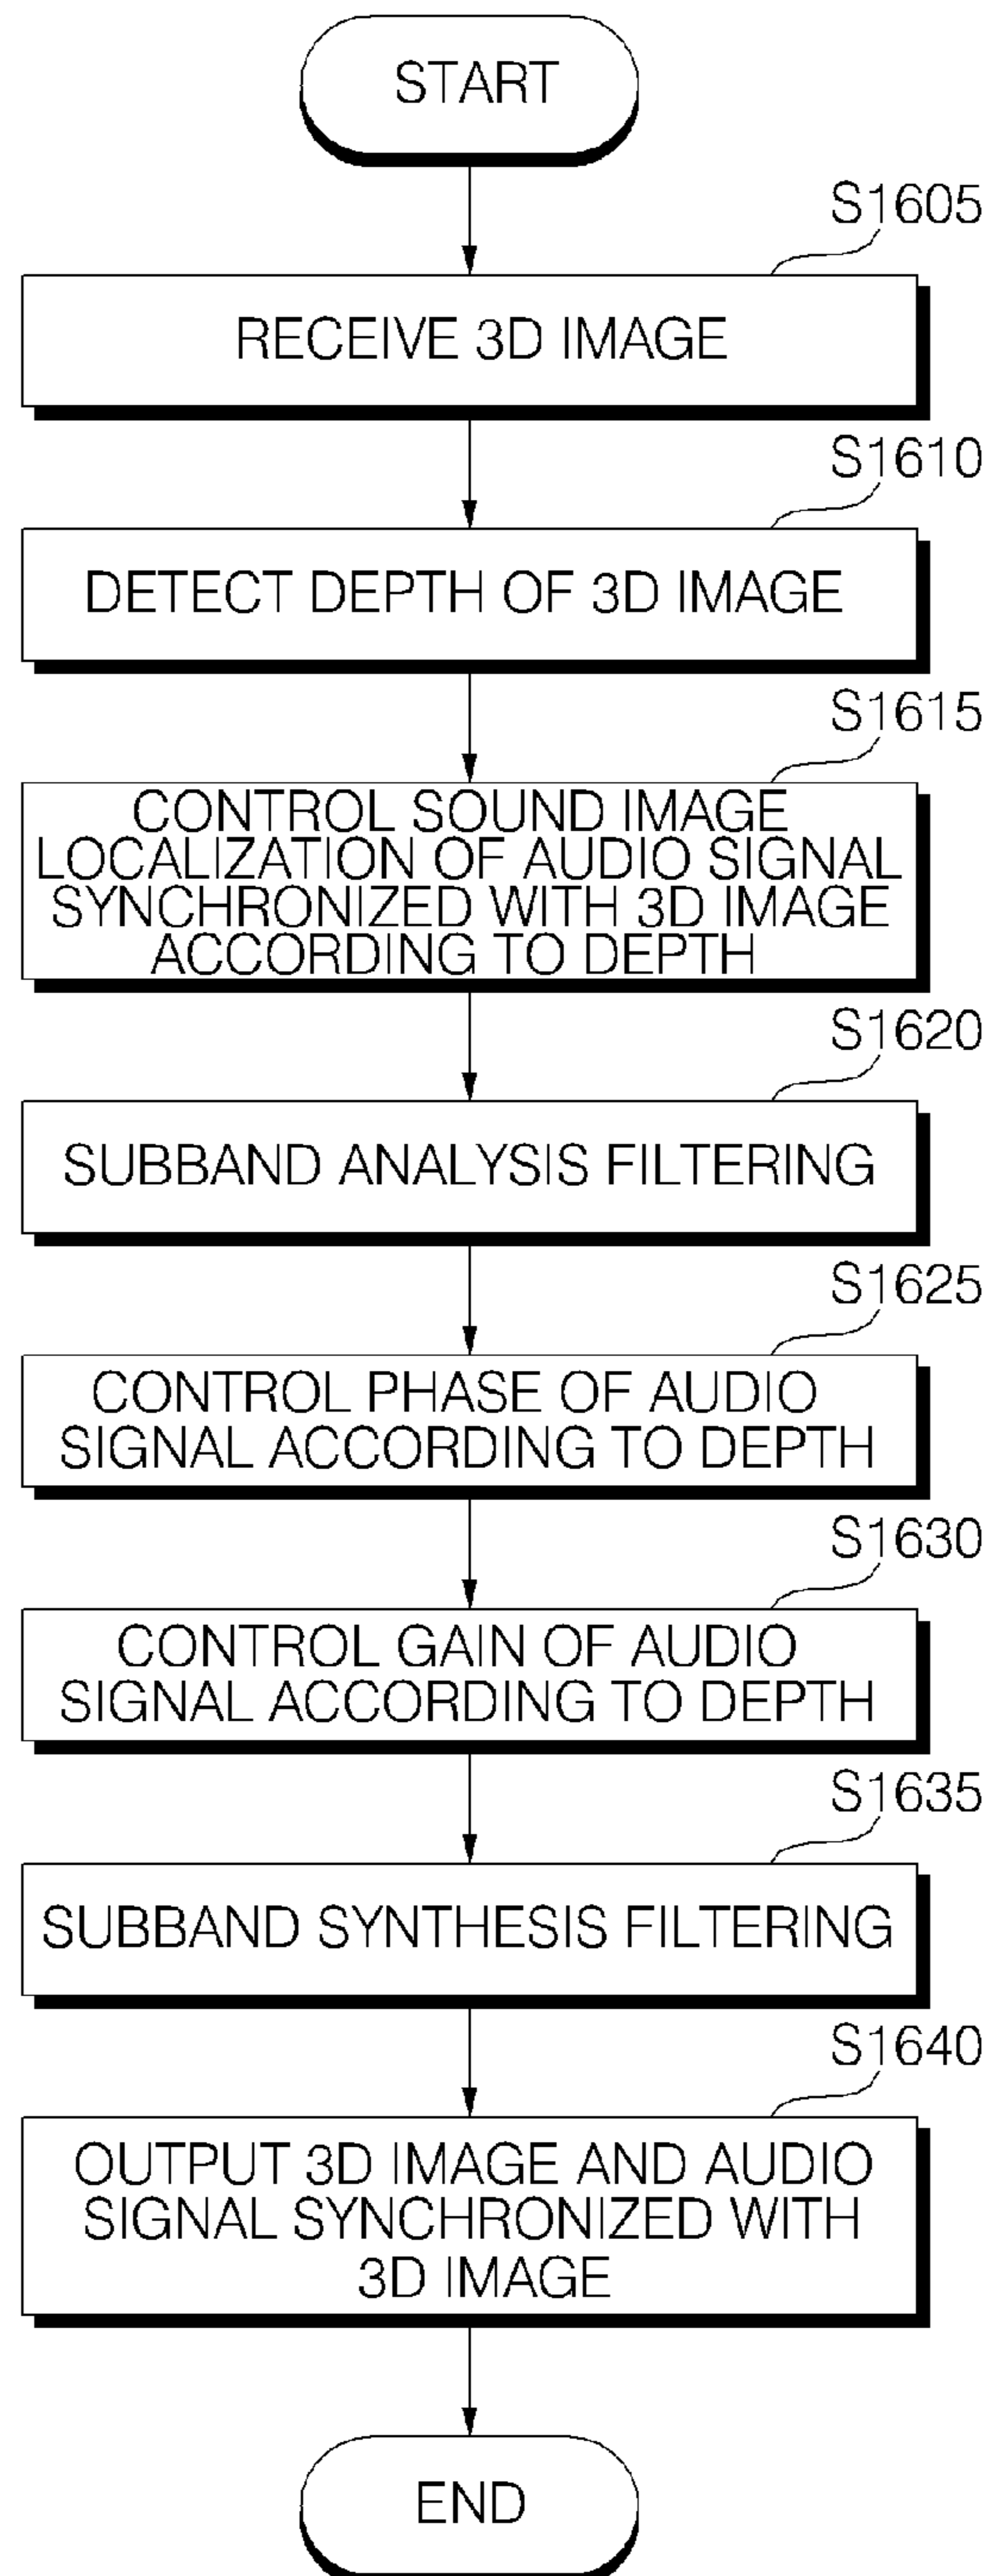 START
S1605
RECEIVE 3D IMAGE
S1610
DETECT DEPTH OF 3D IMAGE
S1615
CONTROL SOUND IMAGE
LOCALIZATION OF AUDIO SIGNAL
SYNCHRONIZED WITH 3D IMAGE
ACCORDING TO DEPTH
S1620
SUBBAND ANALYSIS FILTERING
S1625
CONTROL PHASE OF AUDIO
SIGNAL ACCORDING TO DEPTH
S1630
CONTROL GAIN OF AUDIO
SIGNAL ACCORDING TO DEPTH
S1635
SUBBAND SYNTHESIS FILTERING
S1640
OUTPUT 3D IMAGE AND AUDIO
SIGNAL SYNCHRONIZED WITH
3D IMAGE
END